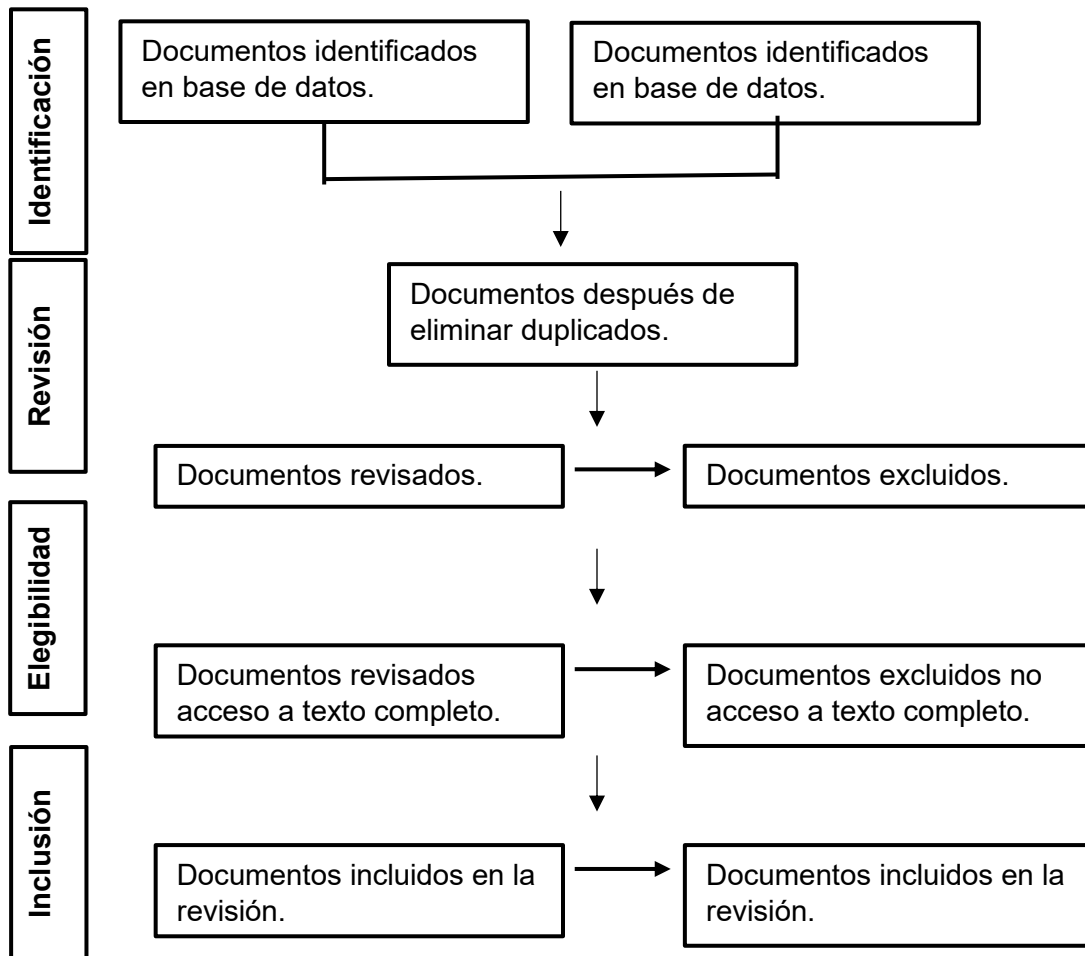 Identificación
Documentos identificados
en base de datos.
Documentos identificados
en base de datos.
Revisión
Documentos después de
eliminar duplicados.
Documentos revisados.
Documentos excluidos.
Elegibilidad
Documentos revisados
acceso a texto completo.
Documentos excluidos no
acceso a texto completo.
Inclusión
Documentos incluidos en la
revisión.
Documentos incluidos en la
revisión.